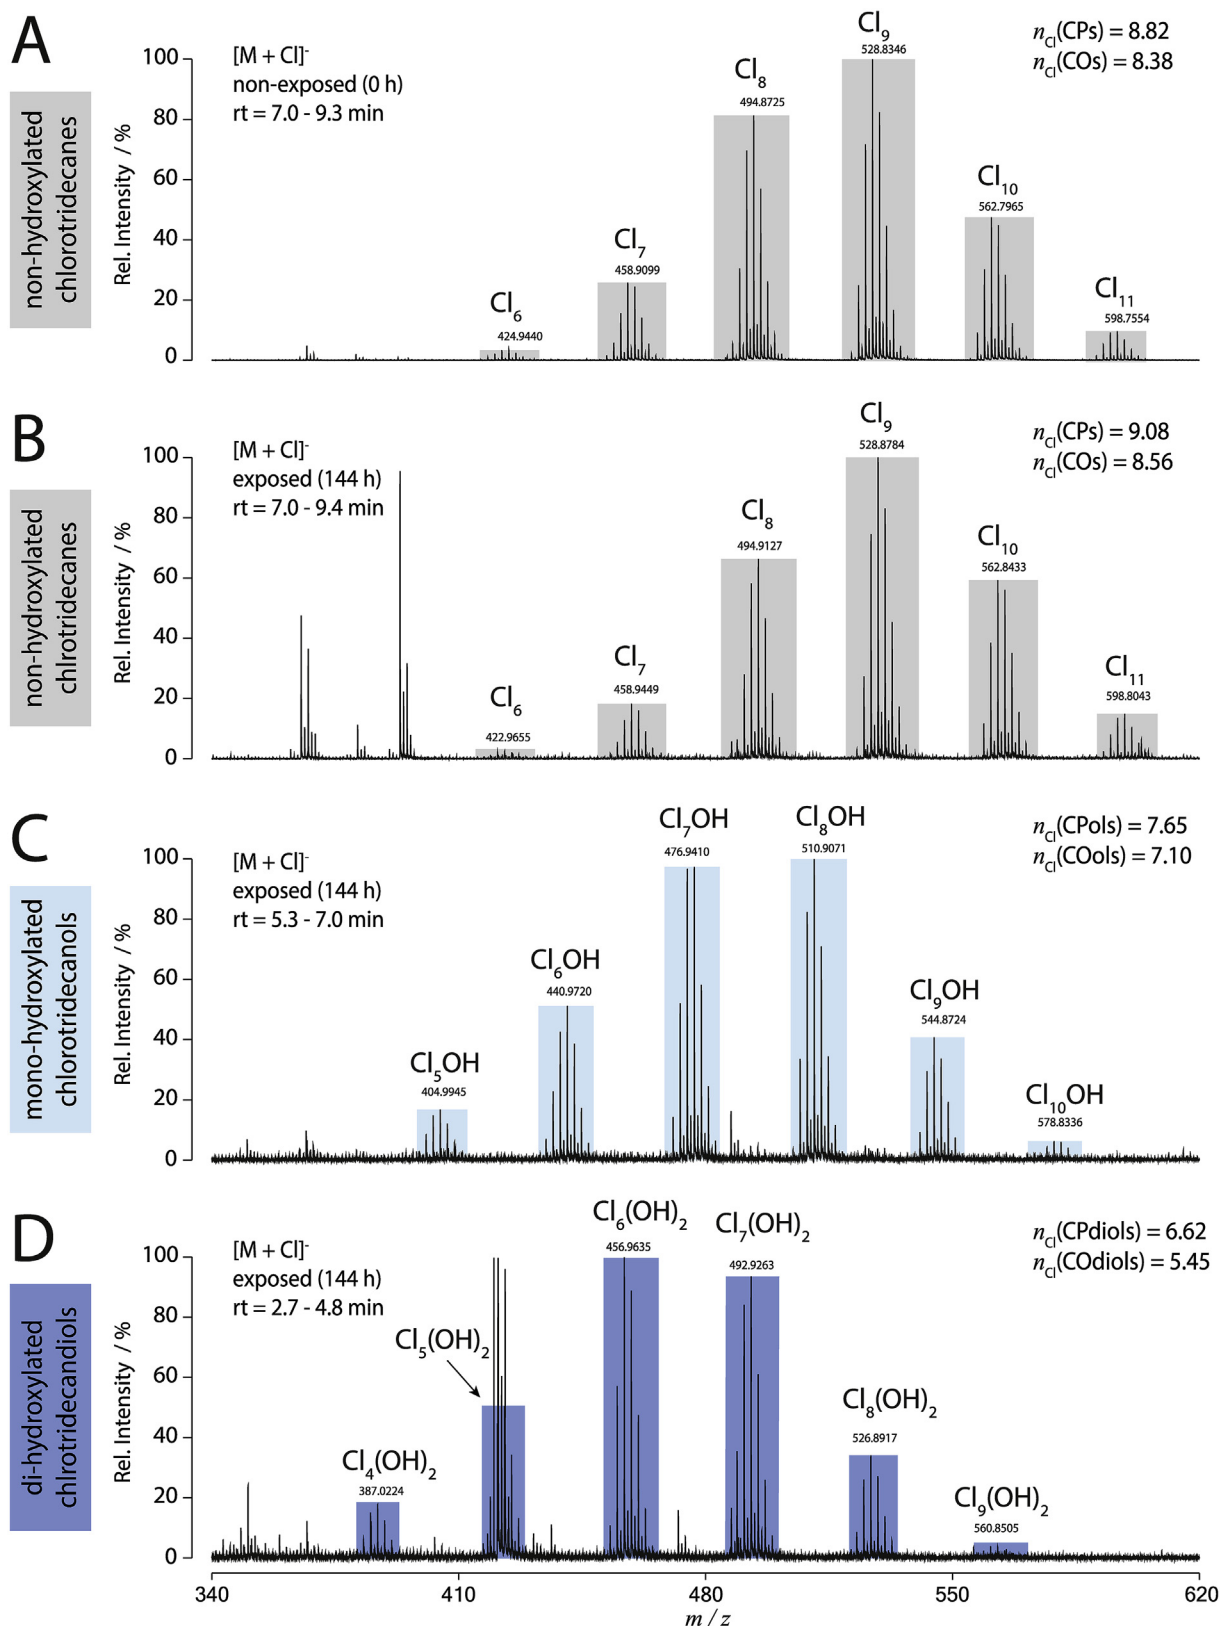 A
[M + Cl]⁻
non-exposed (0 h)
rt = 7.0 - 9.3 min
n_Cl(CPs) = 8.82
n_Cl(COs) = 8.38
non-hydroxylated
chlorotridecanes
Rel. Intensity / %
100
80
60
40
20
0
Cl₆
424.9440
Cl₇
458.9099
Cl₈
494.8725
Cl₉
528.8346
Cl₁₀
562.7965
Cl₁₁
598.7554
B
[M + Cl]⁻
exposed (144 h)
rt = 7.0 - 9.4 min
n_Cl(CPs) = 9.08
n_Cl(COs) = 8.56
non-hydroxylated
chlrotridecanes
Rel. Intensity / %
100
80
60
40
20
0
Cl₆
422.9655
Cl₇
458.9449
Cl₈
494.9127
Cl₉
528.8784
Cl₁₀
562.8433
Cl₁₁
598.8043
C
[M + Cl]⁻
exposed (144 h)
rt = 5.3 - 7.0 min
n_Cl(CPols) = 7.65
n_Cl(COols) = 7.10
mono-hydroxylated
chlorotridecanols
Rel. Intensity / %
100
80
60
40
20
0
Cl₅OH
404.9945
Cl₆OH
440.9720
Cl₇OH
476.9410
Cl₈OH
510.9071
Cl₉OH
544.8724
Cl₁₀OH
578.8336
D
[M + Cl]⁻
exposed (144 h)
rt = 2.7 - 4.8 min
n_Cl(CPdiols) = 6.62
n_Cl(COdiols) = 5.45
di-hydroxylated
chlrotridecandiols
Rel. Intensity / %
100
80
60
40
20
0
Cl₄(OH)₂
387.0224
Cl₅(OH)₂
Cl₆(OH)₂
456.9635
Cl₇(OH)₂
492.9263
Cl₈(OH)₂
526.8917
Cl₉(OH)₂
560.8505
340
410
480
550
620
m / z